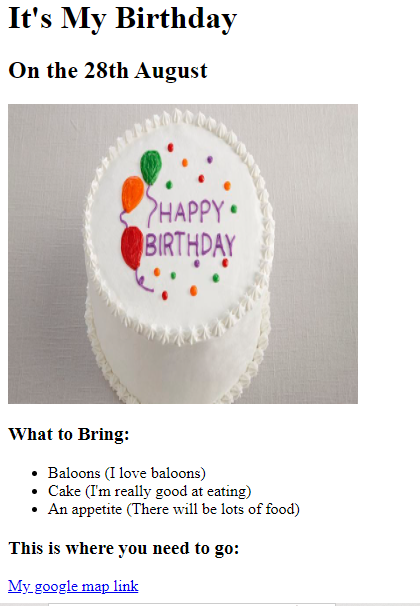 It's My Birthday
On the 28th August
HAPPY
BIRTHDAY
What to Bring:
Baloons (I love baloons)
Cake (I'm really good at eating)
An appetite (There will be lots of food)
This is where you need to go:
My google map link